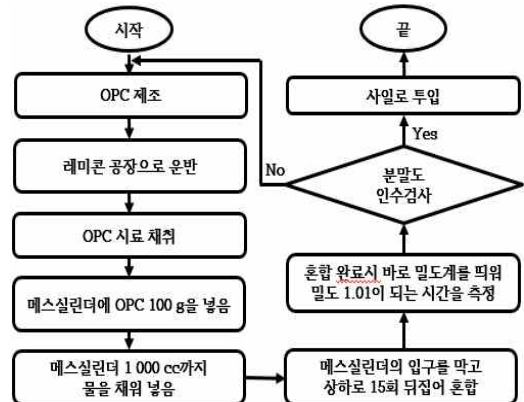 시작
OPC 제조
레미콘 공장으로 운반
OPC 시료 채취
메스실린더에 OPC 100 g을 넣음
메스실린더 1 000 cc까지
물을 채워 넣음
메스실린더의 입구를 막고
상하로 15회 뒤집어 혼합
혼합 완료시 바로 밀도계를 띄워
밀도 1.01이 되는 시간을 측정
분말도
인수검사
No
Yes
사일로 투입
끝